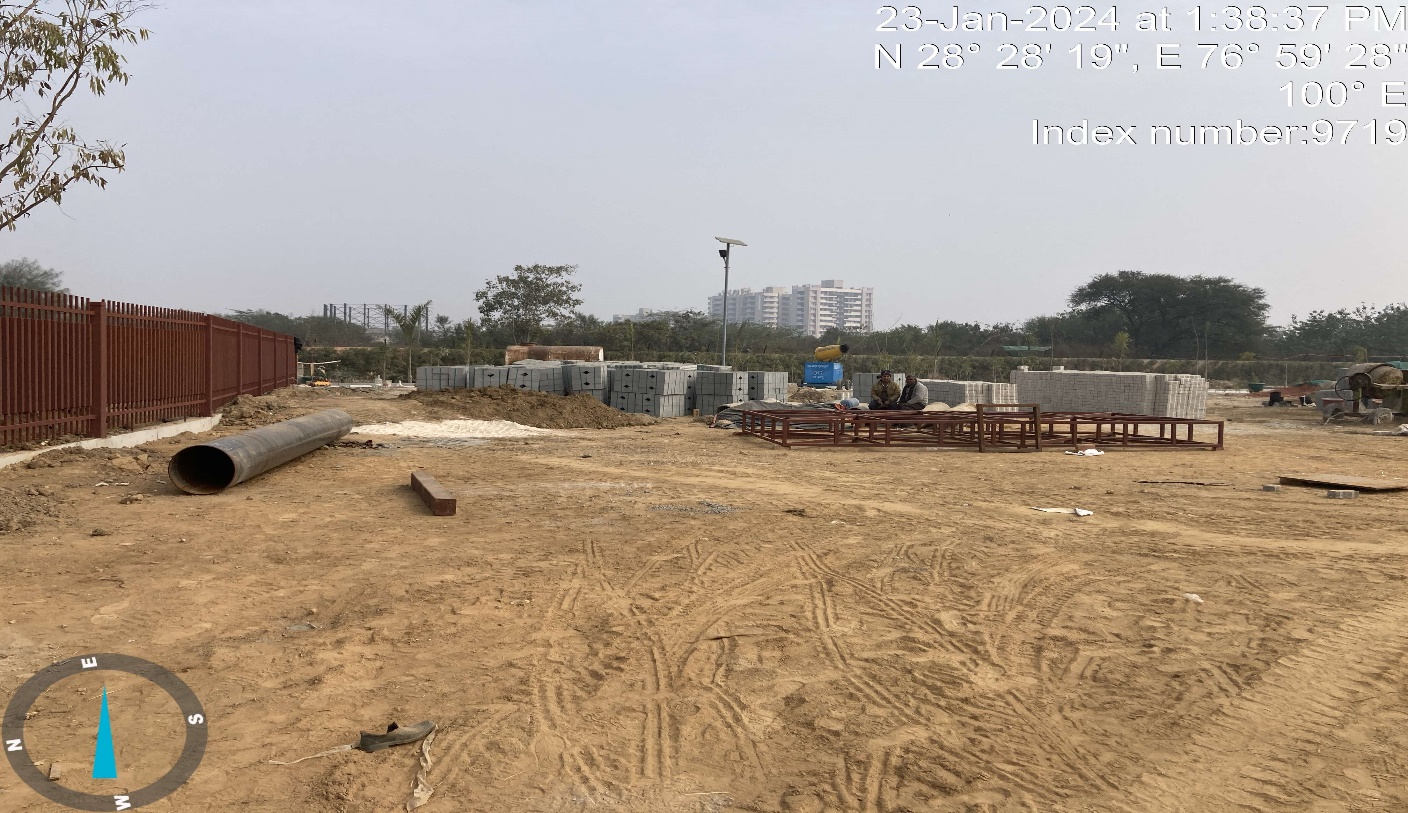 23-Jan-2024 at 1:38:37 PM
N 28° 28' 19", E 76° 59' 28"
100° E
Index number:9719
E
S
N
W